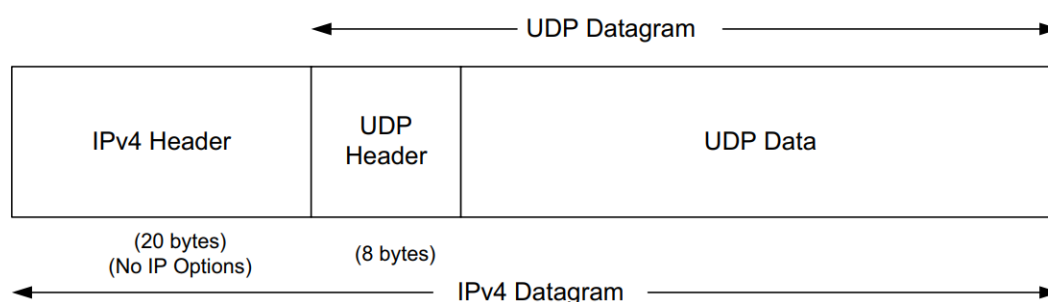 UDP Datagram
IPv4 Header
UDP
Header
UDP Data
(20 bytes)
(No IP Options)
(8 bytes)
IPv4 Datagram